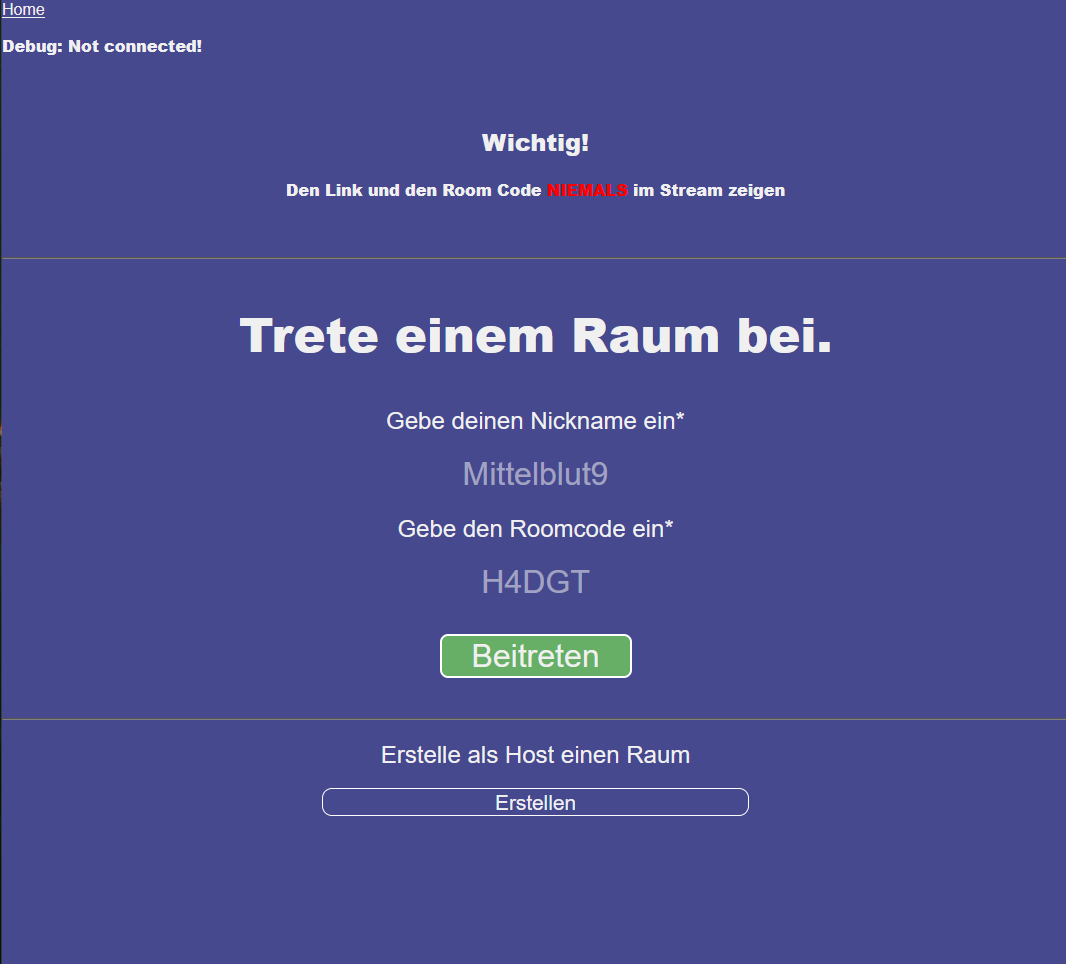 Home
Debug: Not connected!
Wichtig!
Den Link und den Room Code NIEMALS im Stream zeigen
Trete einem Raum bei.
Gebe deinen Nickname ein*
Mittelblut9
Gebe den Roomcode ein*
H4DGT
Beitreten
Erstelle als Host einen Raum
Erstellen